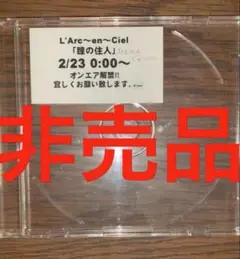 L'Arc~en~Ciel
「瞳の住人」
2/23 0:00~
オンエア解禁!!
宜しくお願い致します。
非売品